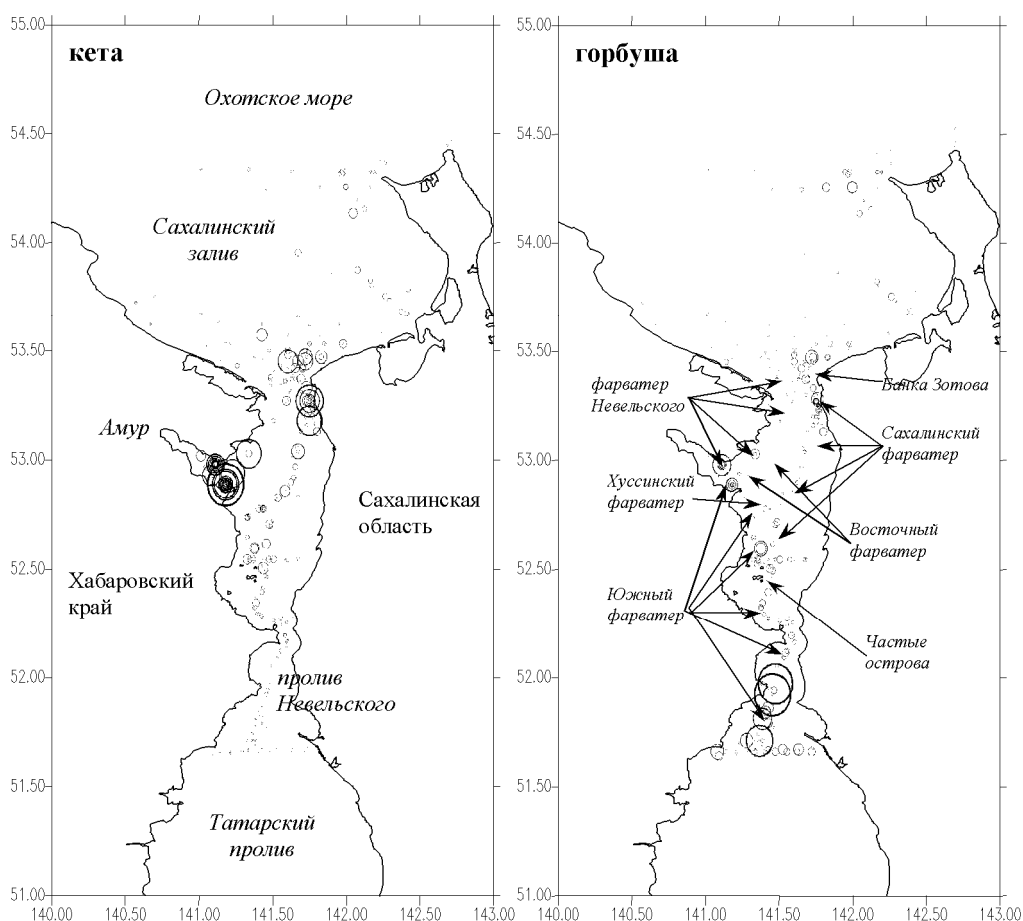 55.00
кета
Охотское море
54.50
Сахалинский
залив
54.00
53.50
Амур
53.00
Сахалинская
область
52.50
Хабаровский
край
52.00
пролив
Невельского
51.50
Татарский
пролив
51.00
140.00 140.50 141.00 141.50 142.00 142.50 143.00
55.00
горбуша
54.50
54.00
53.50
фарватер
Невельского
Банка Зотова
Сахалинский
фарватер
53.00
Хуссинский
фарватер
Восточный
фарватер
52.50
Южный
фарватер
Частые
острова
52.00
51.50
51.00
140.00 140.50 141.00 141.50 142.00 142.50 143.00